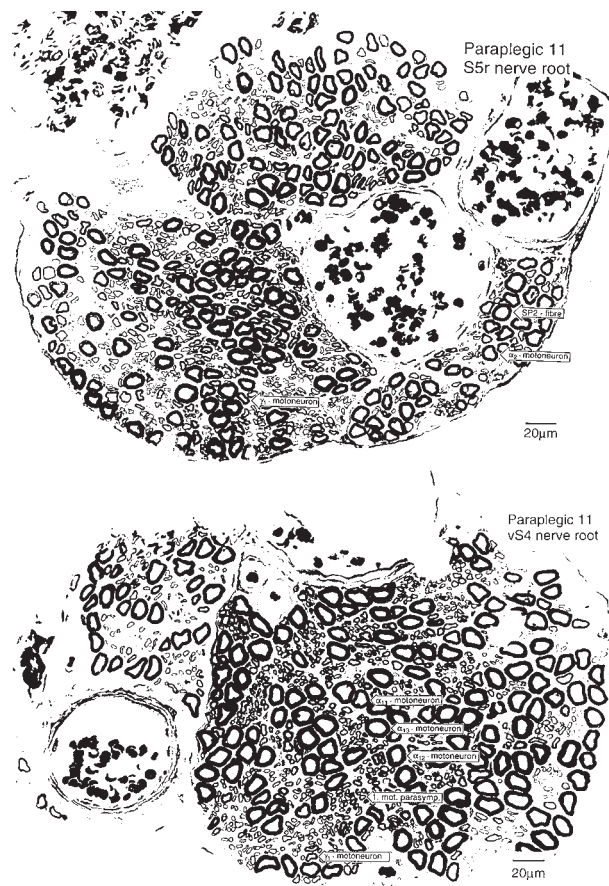 Paraplegic 11
S5r nerve root
SP2 - fibre
α₂ - motoneuron
γ₁ - motoneuron
20μm
Paraplegic 11
vS4 nerve root
α₁₁ - motoneuron
α₁₃ - motoneuron
α₁₂ - motoneuron
1. mot. parasymp.
γ₁ - motoneuron
20μm